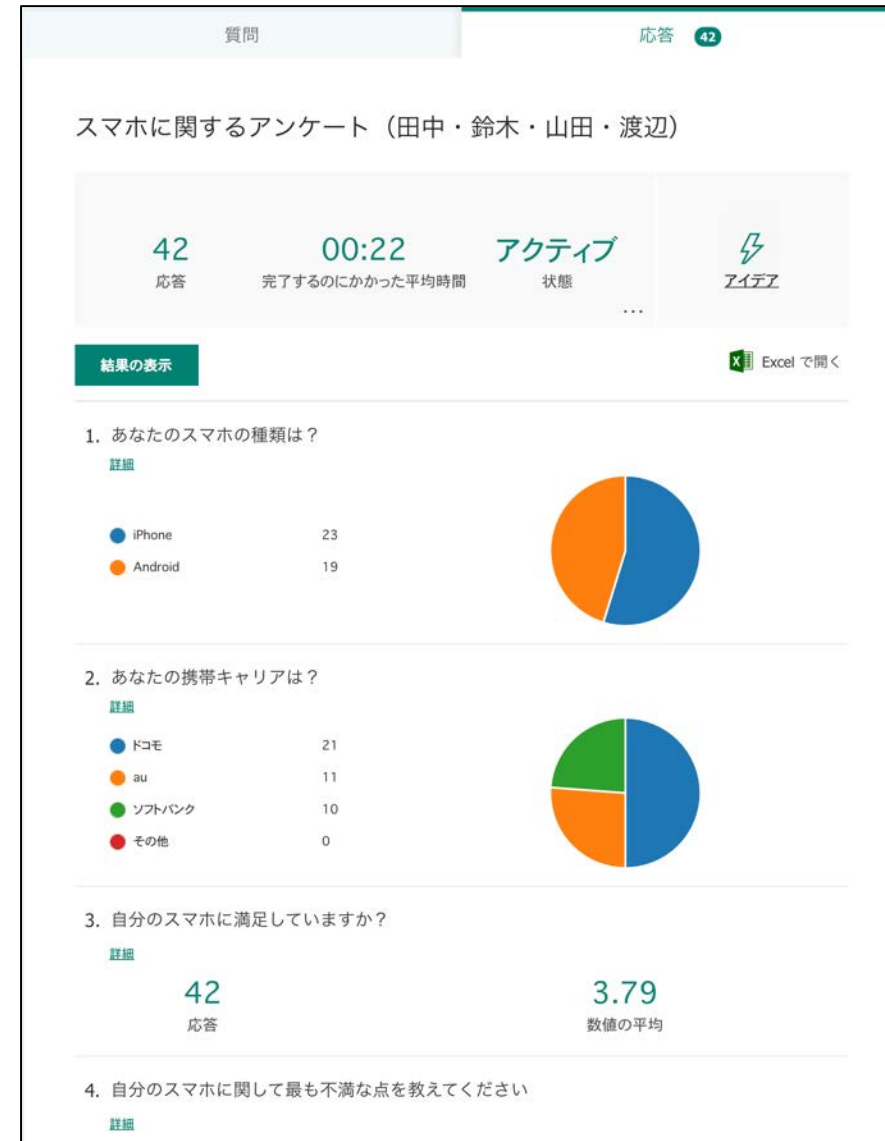 質問
応答 42
スマホに関するアンケート（田中・鈴木・山田・渡辺）
42 00:22 アクティブ
応答 完了するのにかかった平均時間 状態 アイデア
...
結果の表示 Excel で開く
1. あなたのスマホの種類は？
詳細
iPhone 23
Android 19
2. あなたの携帯キャリアは？
詳細
ドコモ 21
au 11
ソフトバンク 10
その他 0
3. 自分のスマホに満足していますか？
詳細
42 3.79
応答 数値の平均
4. 自分のスマホに関して最も不満な点を教えてください
詳細